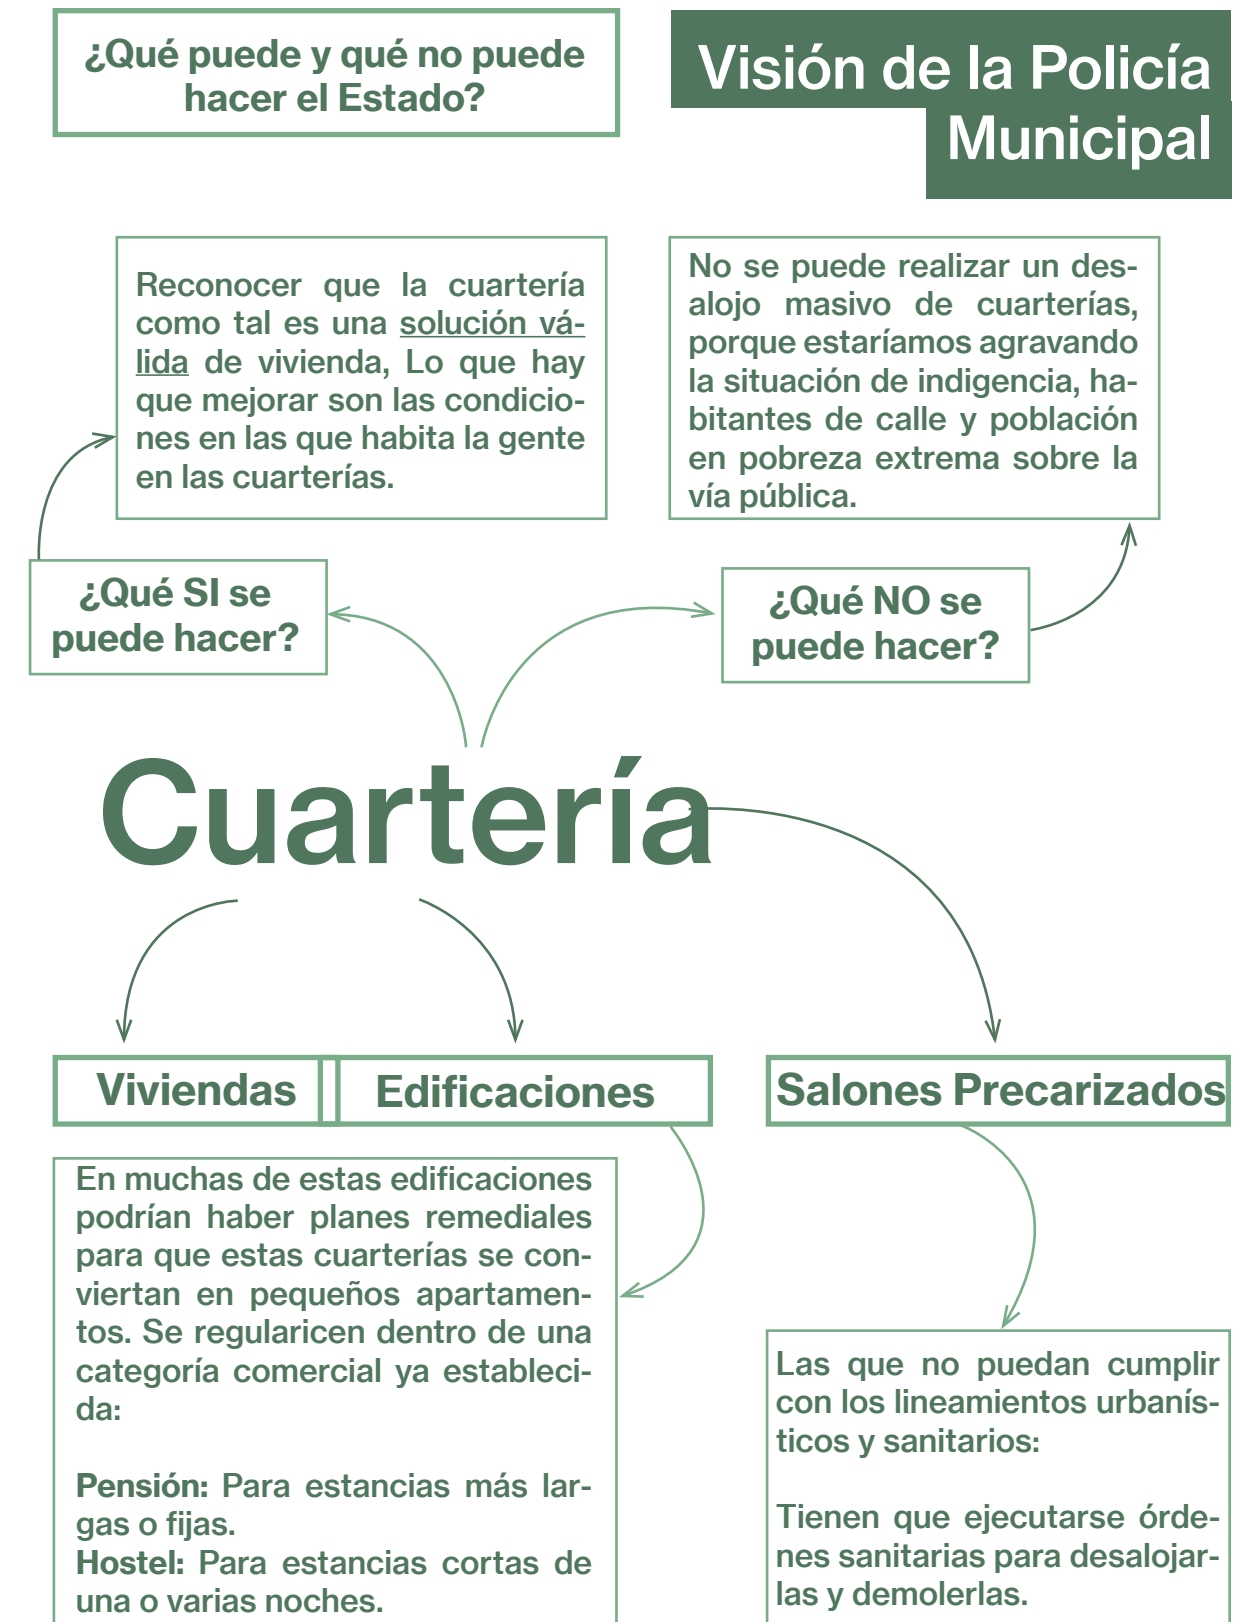 ¿Qué puede y qué no puede
hacer el Estado?
Visión de la Policía
Municipal
Reconocer que la cuartería
como tal es una solución vá-
lida de vivienda, Lo que hay
que mejorar son las condicio-
nes en las que habita la gente
en las cuarterías.
No se puede realizar un des-
alojo masivo de cuarterías,
porque estaríamos agravando
la situación de indigencia, ha-
bitantes de calle y población
en pobreza extrema sobre la
vía pública.
¿Qué SI se
puede hacer?
¿Qué NO se
puede hacer?
Cuartería
Viviendas
Edificaciones
Salones Precarizados
En muchas de estas edificaciones
podrían haber planes remediales
para que estas cuarterías se con-
viertan en pequeños apartamen-
tos. Se regularicen dentro de una
categoría comercial ya estableci-
da:
Pensión: Para estancias más lar-
gas o fijas.
Hostel: Para estancias cortas de
una o varias noches.
Las que no puedan cumplir
con los lineamientos urbanís-
ticos y sanitarios:
Tienen que ejecutarse órde-
nes sanitarias para desalojar-
las y demolerlas.